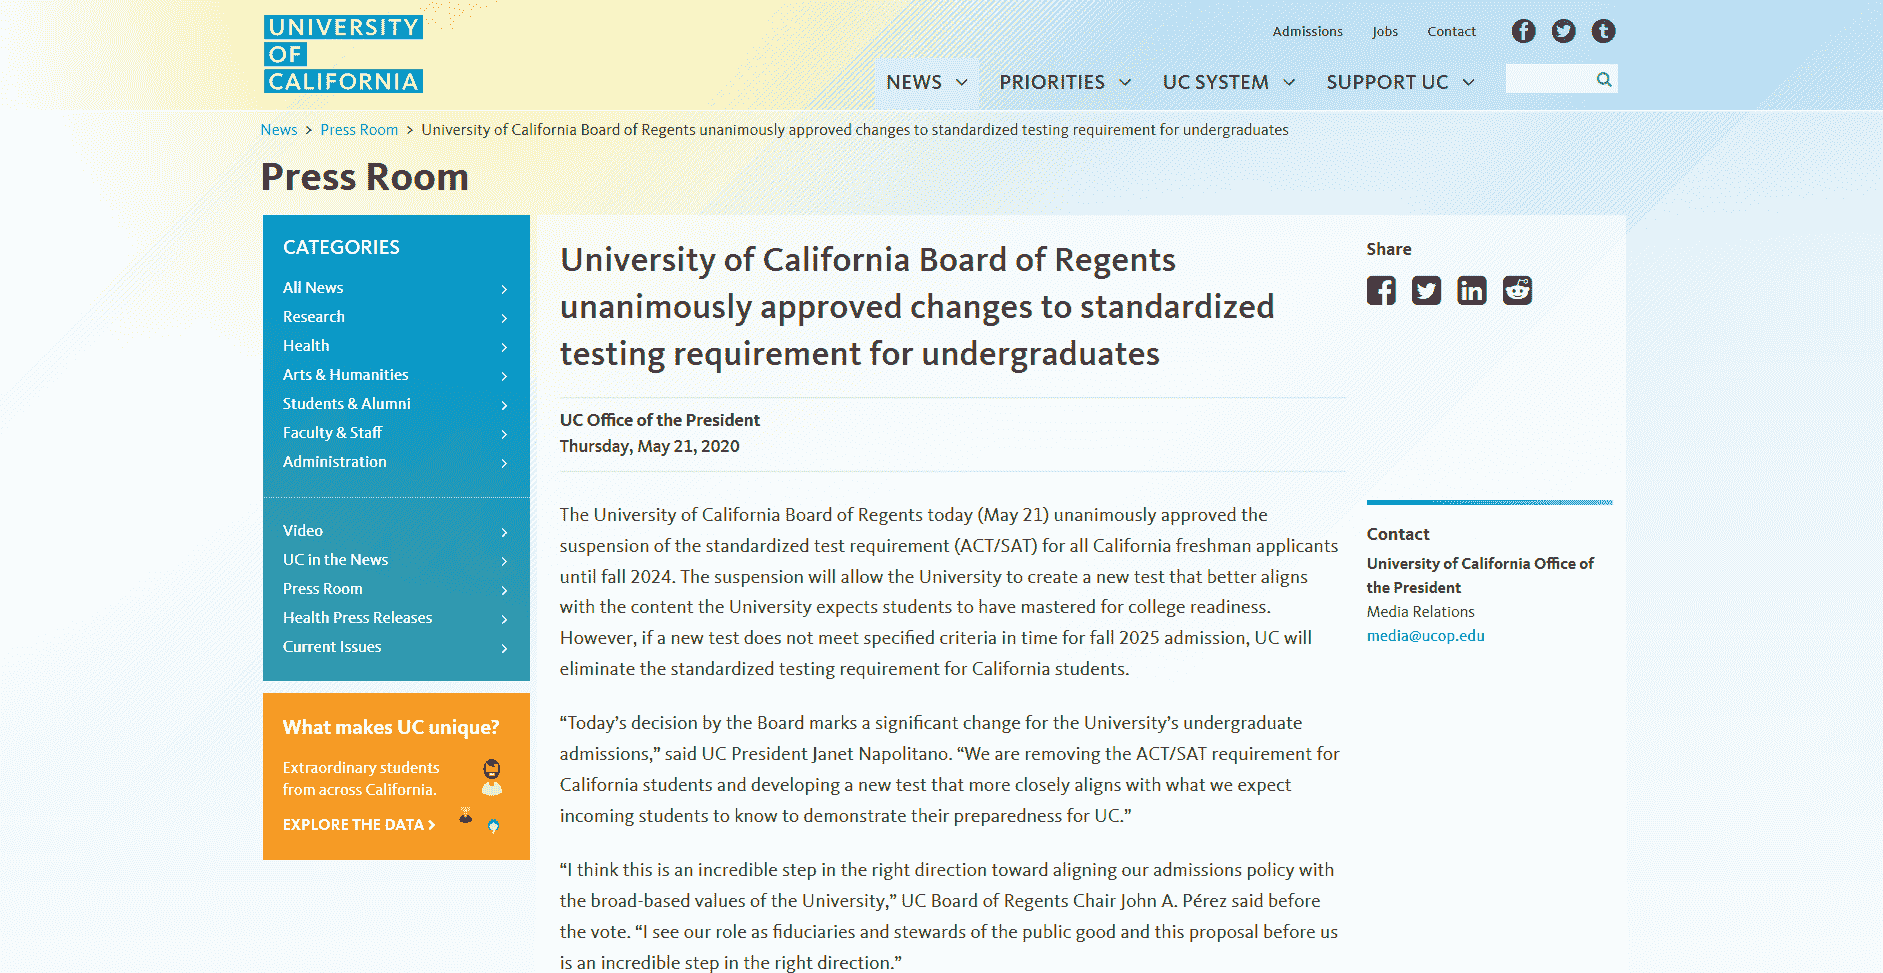 UNIVERSITY
OF
CALIFORNIA
Admissions
Jobs
Contact
NEWS
PRIORITIES
UC SYSTEM
SUPPORT UC
News > Press Room > University of California Board of Regents unanimously approved changes to standardized testing requirement for undergraduates
Press Room
CATEGORIES
All News
Research
Health
Arts & Humanities
Students & Alumni
Faculty & Staff
Administration
Video
UC in the News
Press Room
Health Press Releases
Current Issues
What makes UC unique?
Extraordinary students
from across California.
EXPLORE THE DATA >
University of California Board of Regents
unanimously approved changes to standardized
testing requirement for undergraduates
UC Office of the President
Thursday, May 21, 2020
The University of California Board of Regents today (May 21) unanimously approved the
suspension of the standardized test requirement (ACT/SAT) for all California freshman applicants
until fall 2024. The suspension will allow the University to create a new test that better aligns
with the content the University expects students to have mastered for college readiness.
However, if a new test does not meet specified criteria in time for fall 2025 admission, UC will
eliminate the standardized testing requirement for California students.
“Today’s decision by the Board marks a significant change for the University’s undergraduate
admissions,” said UC President Janet Napolitano. “We are removing the ACT/SAT requirement for
California students and developing a new test that more closely aligns with what we expect
incoming students to know to demonstrate their preparedness for UC.”
“I think this is an incredible step in the right direction toward aligning our admissions policy with
the broad-based values of the University,” UC Board of Regents Chair John A. Pérez said before
the vote. “I see our role as fiduciaries and stewards of the public good and this proposal before us
is an incredible step in the right direction.”
Share
Contact
University of California Office of
the President
Media Relations
media@ucop.edu